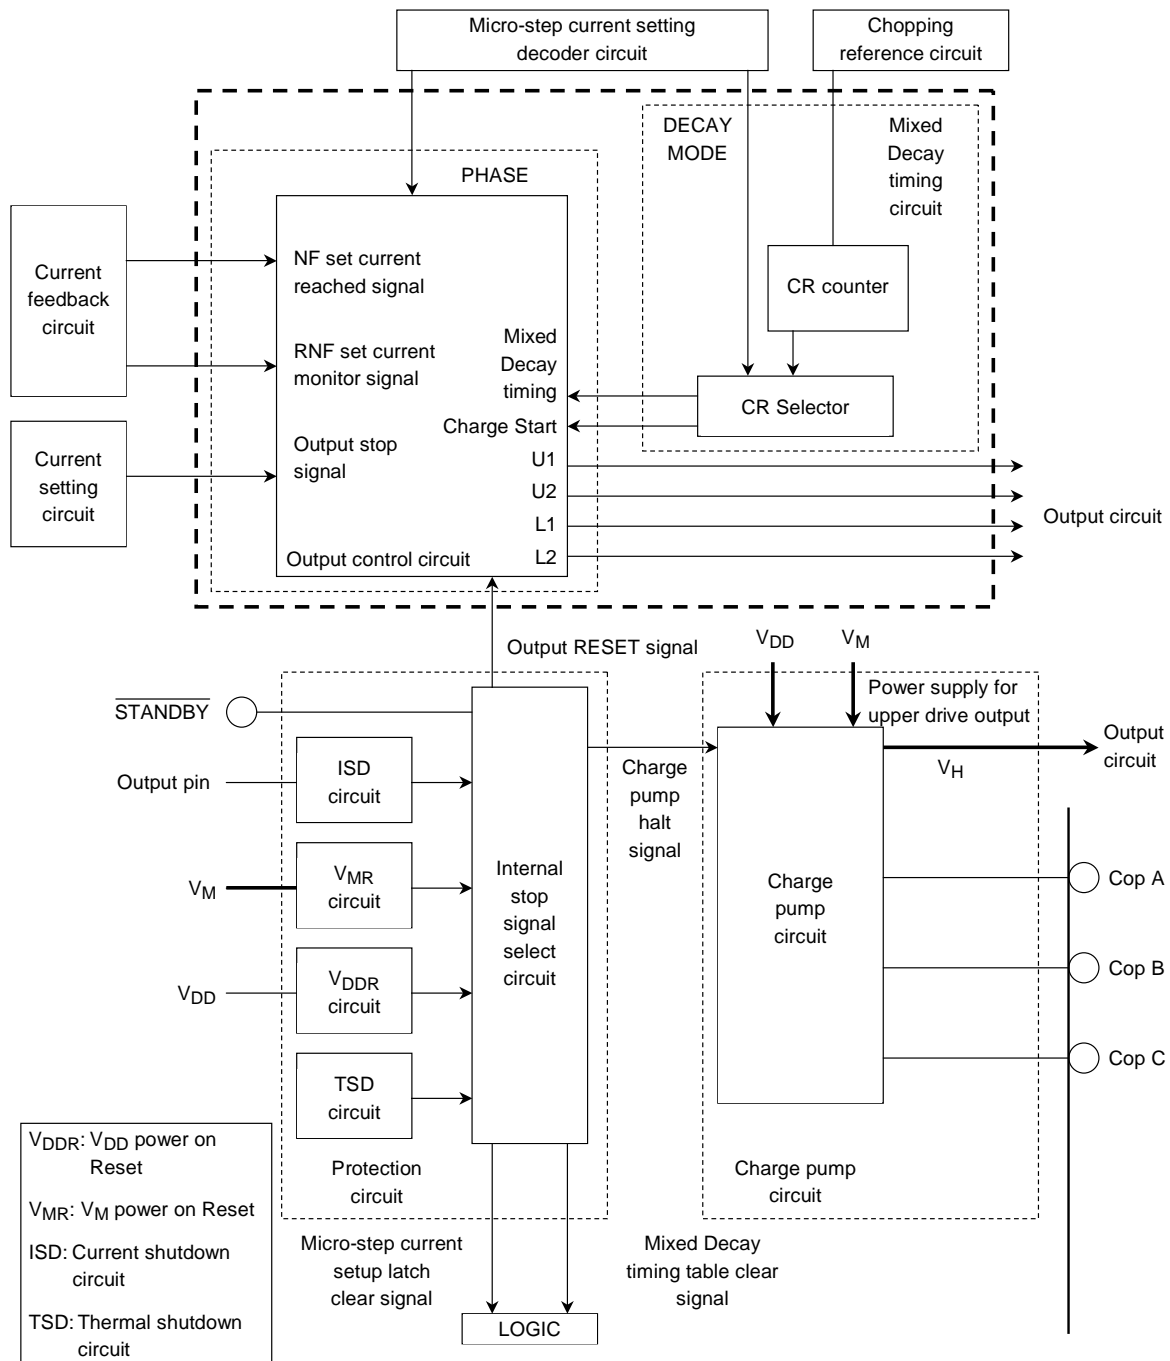 Micro-step current setting
decoder circuit
Chopping
reference circuit
DECAY
MODE
Mixed
Decay
timing
circuit
PHASE
Current
feedback
circuit
NF set current
reached signal
RNF set current
monitor signal
CR counter
Mixed
Decay
timing
CR Selector
Charge Start
Current
setting
circuit
Output stop
signal
U1
U2
L1
L2
Output circuit
Output control circuit
Output RESET signal
VDD
VM
STANDBY
Power supply for
upper drive output
Output
circuit
VH
Output pin
ISD
circuit
Charge
pump
halt
signal
VM
VMR
circuit
Internal
stop
signal
select
circuit
Charge
pump
circuit
Cop A
Cop B
Cop C
VDD
VDDR
circuit
TSD
circuit
Protection
circuit
Charge pump
circuit
VDDR: VDD power on
Reset
VMR: VM power on Reset
ISD: Current shutdown
circuit
TSD: Thermal shutdown
circuit
Micro-step current
setup latch
clear signal
Mixed Decay
timing table clear
signal
LOGIC